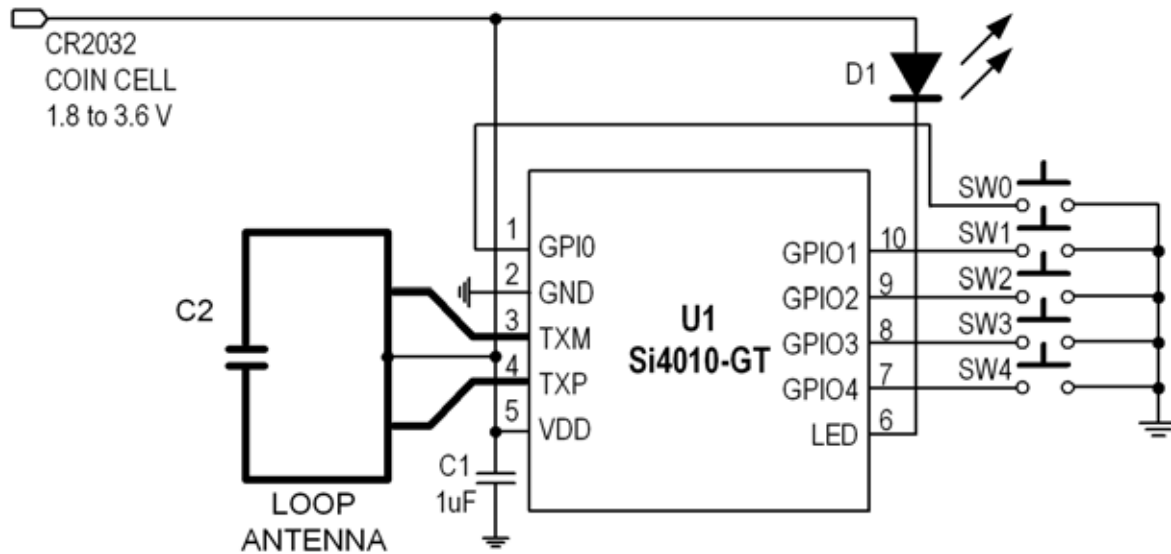 CR2032
COIN CELL
1.8 to 3.6 V
D1
SW0
1
GPI0
GPIO1
10
SW1
2
GND
GPIO2
9
SW2
C2
3
TXM
U1
GPIO3
8
SW3
4
TXP
Si4010-GT
GPIO4
7
SW4
5
VDD
LED
6
C1
1uF
LOOP
ANTENNA